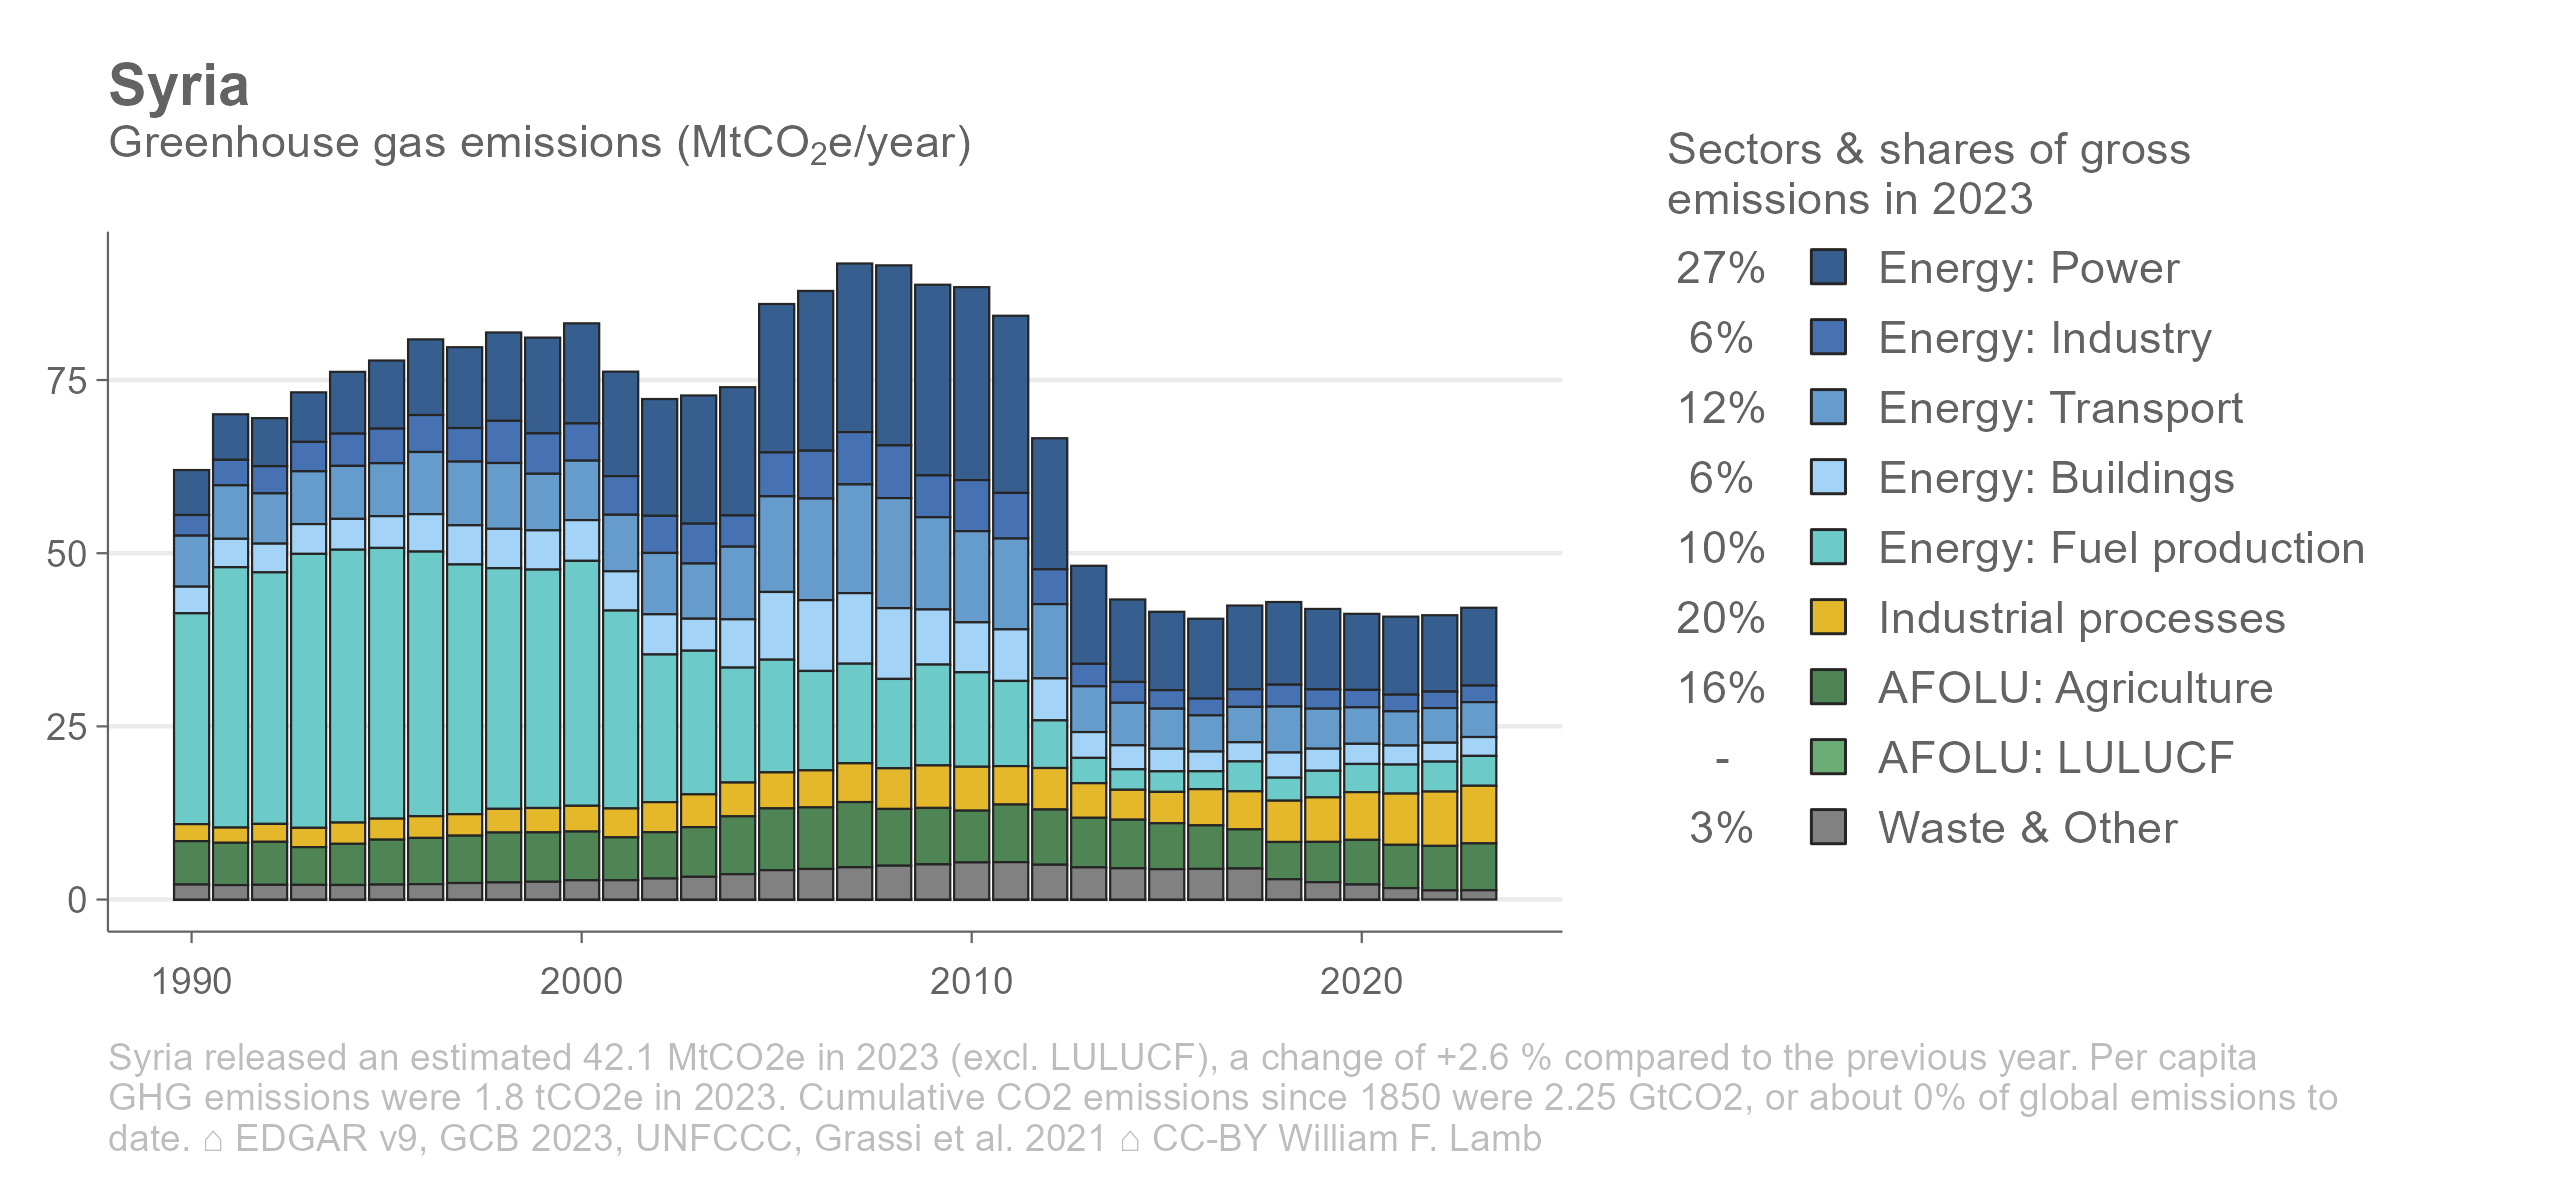 Syria
Greenhouse gas emissions (MtCO₂e/year)
Sectors & shares of gross
emissions in 2023
27% Energy: Power
6% Energy: Industry
12% Energy: Transport
6% Energy: Buildings
10% Energy: Fuel production
20% Industrial processes
16% AFOLU: Agriculture
- AFOLU: LULUCF
3% Waste & Other
75
50
25
0
1990 2000 2010 2020
Syria released an estimated 42.1 MtCO2e in 2023 (excl. LULUCF), a change of +2.6 % compared to the previous year. Per capita
GHG emissions were 1.8 tCO2e in 2023. Cumulative CO2 emissions since 1850 were 2.25 GtCO2, or about 0% of global emissions to
date. ⌂ EDGAR v9, GCB 2023, UNFCCC, Grassi et al. 2021 ⌂ CC-BY William F. Lamb